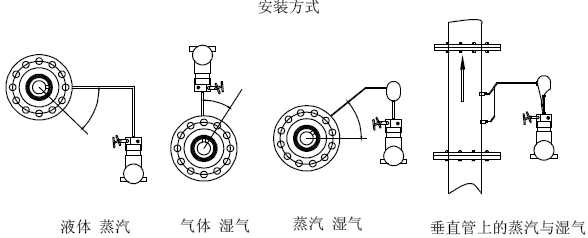 安装方式
液体 蒸汽
气体 湿气
蒸汽 湿气
垂直管上的蒸汽与湿气